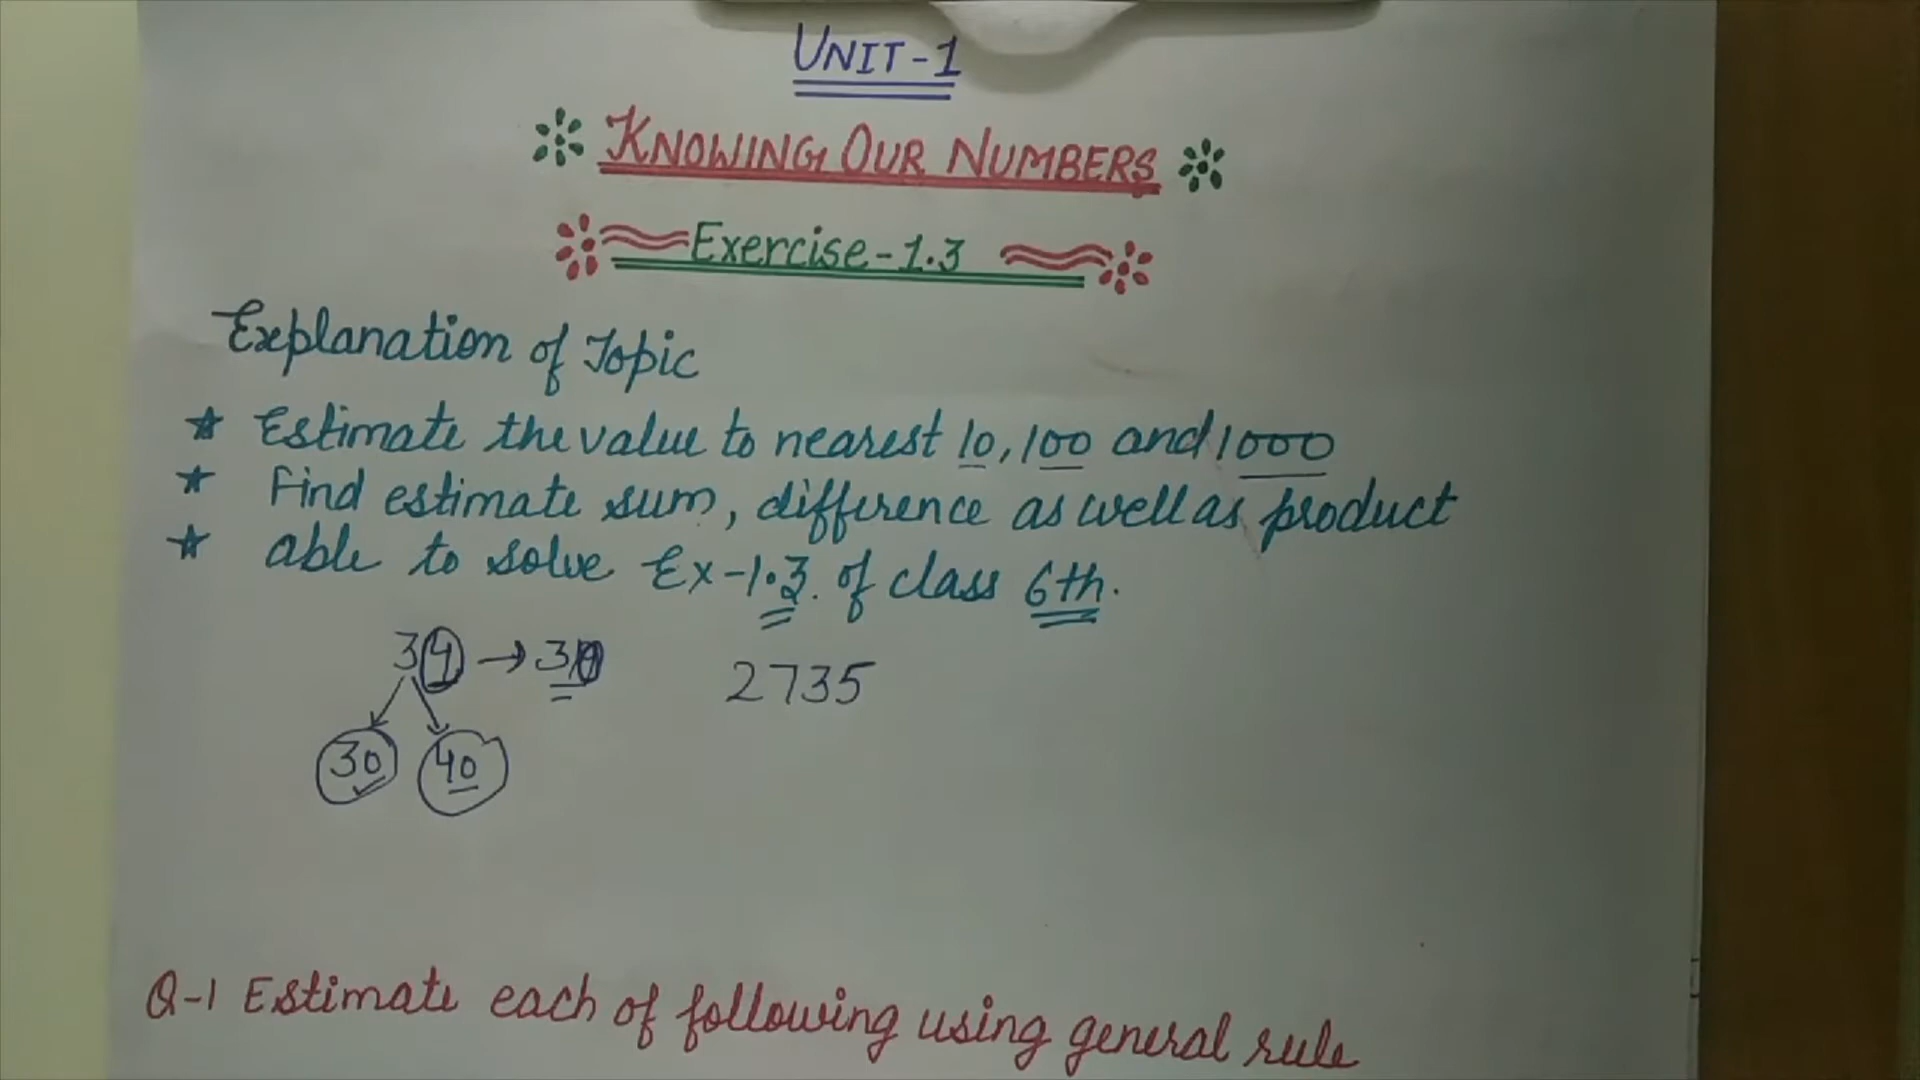 UNIT-1
KNOWING OUR NUMBERS
Exercise-1.3
Explanation of Topic
★ Estimate the value to nearest 10, 100 and 1000
★ Find estimate sum, difference as well as product
★ able to solve Ex-1.3. of class 6th.
34 → 2735
30 40
Q-1 Estimate each of following using general rule